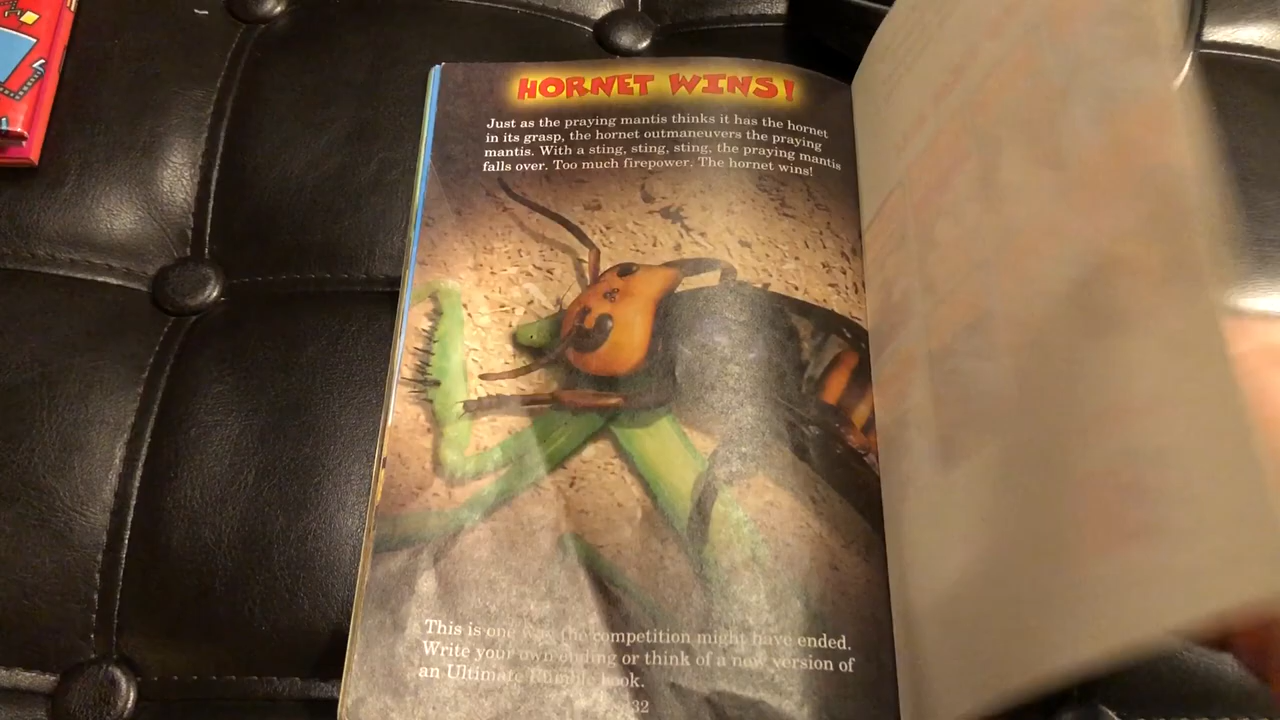 HORNET WINS!
Just as the praying mantis thinks it has the hornet
in its grasp, the hornet outmaneuvers the praying
mantis. With a sting, sting, sting, the praying mantis
falls over. Too much firepower. The hornet wins!
This is one way the competition might have ended.
Write your own ending or think of a new version of
an Ultimate Rumble book.
32